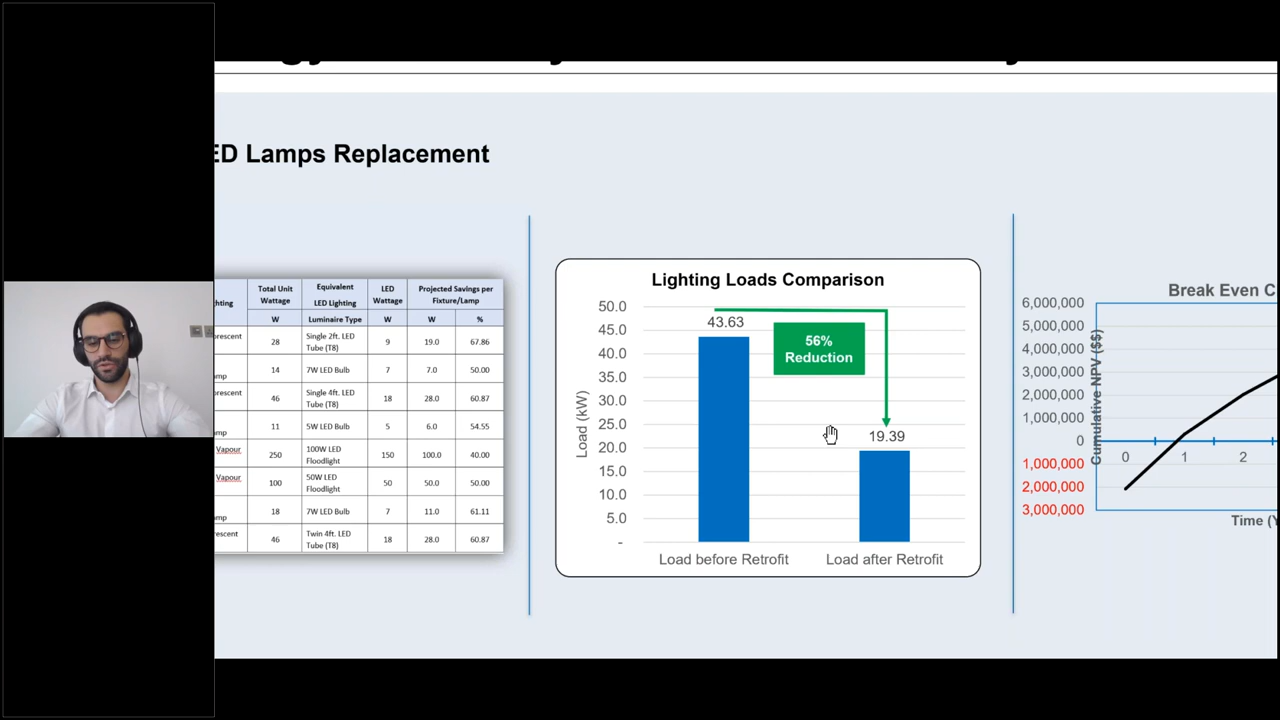 ED Lamps Replacement
Total Unit Equivalent LED Projected Savings per
hting Wattage LED Lighting Wattage Fixture/Lamp
W Luminaire Type W W %
rescent 28 Single 2ft. LED Tube (T8) 9 19.0 67.86
mp 14 7W LED Bulb 7 7.0 50.00
rescent 46 Single 4ft. LED Tube (T8) 18 28.0 60.87
mp 11 5W LED Bulb 5 6.0 54.55
Vapour 250 100W LED Floodlight 150 100.0 40.00
Vapour 100 50W LED Floodlight 50 50.0 50.00
mp 18 7W LED Bulb 7 11.0 61.11
rescent 46 Twin 4ft. LED Tube (T8) 18 28.0 60.87
Lighting Loads Comparison
50.0
45.0
40.0
35.0
30.0
25.0
20.0
15.0
10.0
5.0
-
Load (kW)
43.63
56%
Reduction
19.39
Load before Retrofit
Load after Retrofit
Break Even C
6,000,000
5,000,000
4,000,000
3,000,000
2,000,000
1,000,000
0
1,000,000
2,000,000
3,000,000
Cumulative NPV ($$)
0 1 2
Time (Y